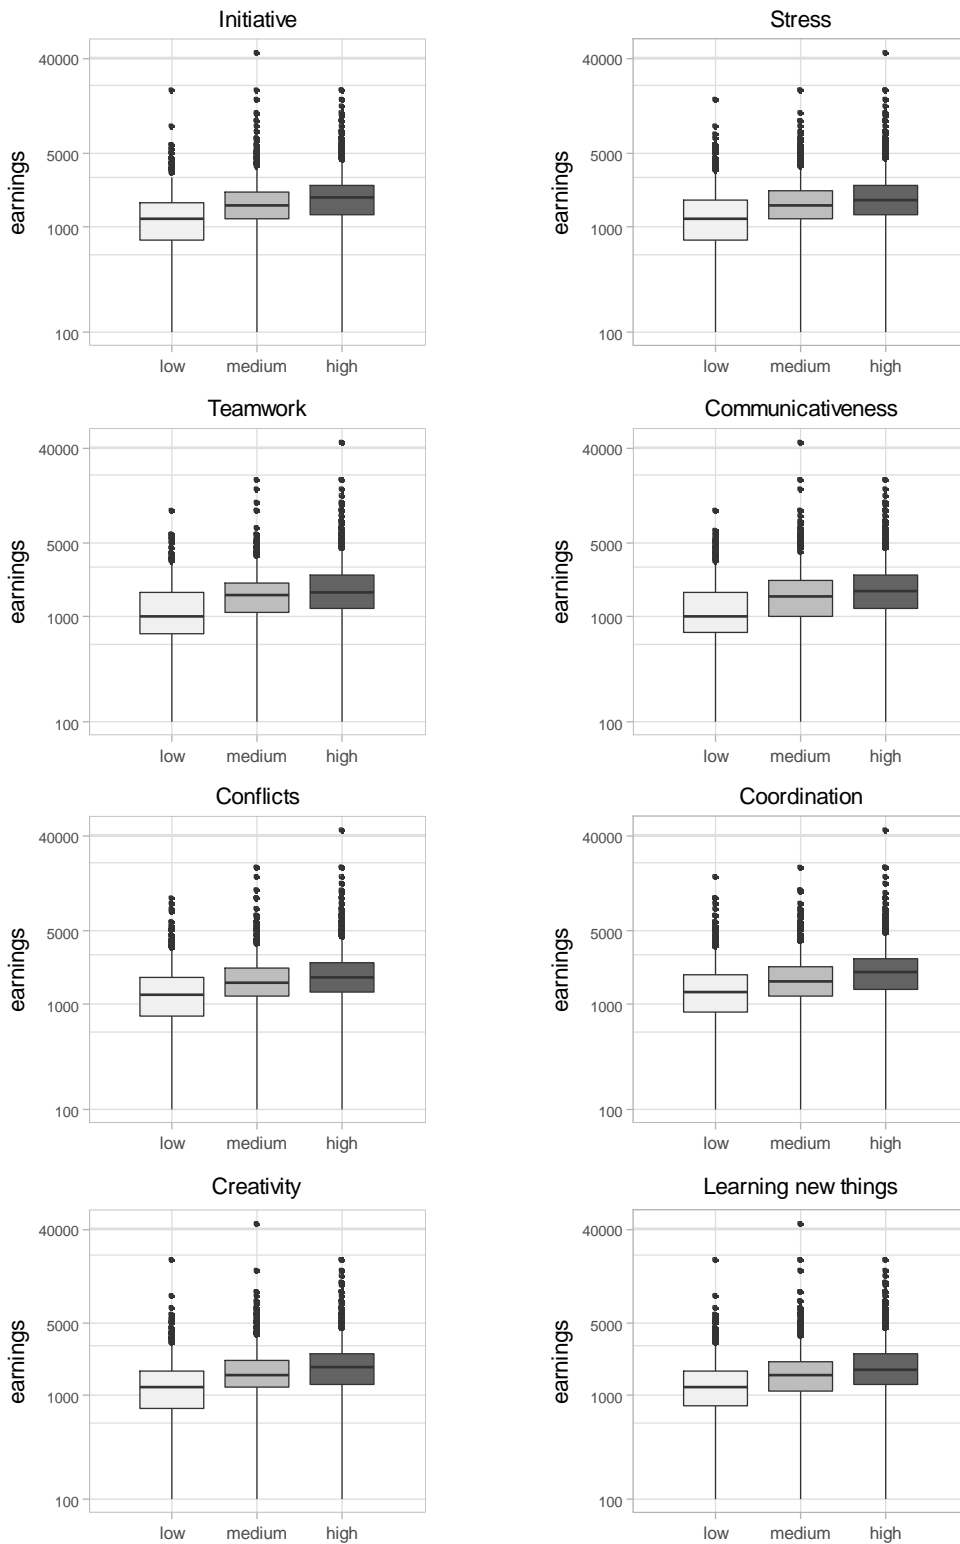 Initiative
earnings
40000
5000
1000
100
low medium high
Stress
earnings
40000
5000
1000
100
low medium high
Teamwork
earnings
40000
5000
1000
100
low medium high
Communicativeness
earnings
40000
5000
1000
100
low medium high
Conflicts
earnings
40000
5000
1000
100
low medium high
Coordination
earnings
40000
5000
1000
100
low medium high
Creativity
earnings
40000
5000
1000
100
low medium high
Learning new things
earnings
40000
5000
1000
100
low medium high